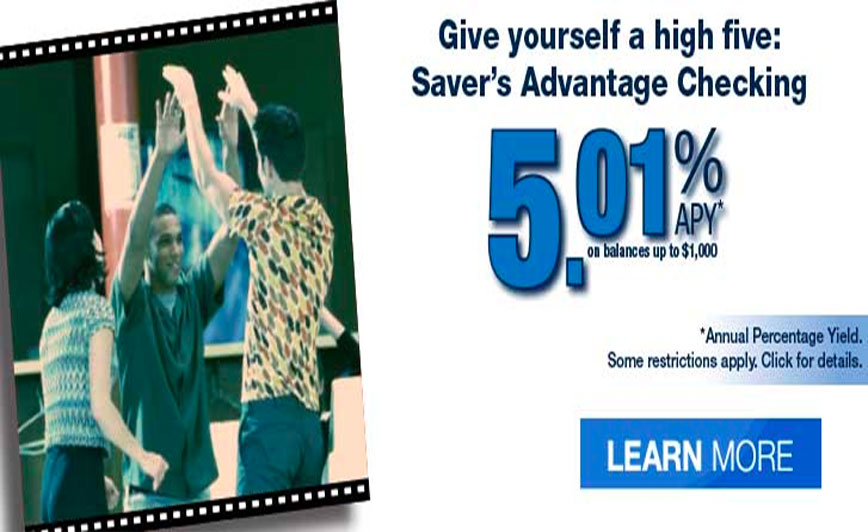 Give yourself a high five:
Saver's Advantage Checking
5.01% APY*
on balances up to $1,000
*Annual Percentage Yield.
Some restrictions apply. Click for details.
LEARN MORE